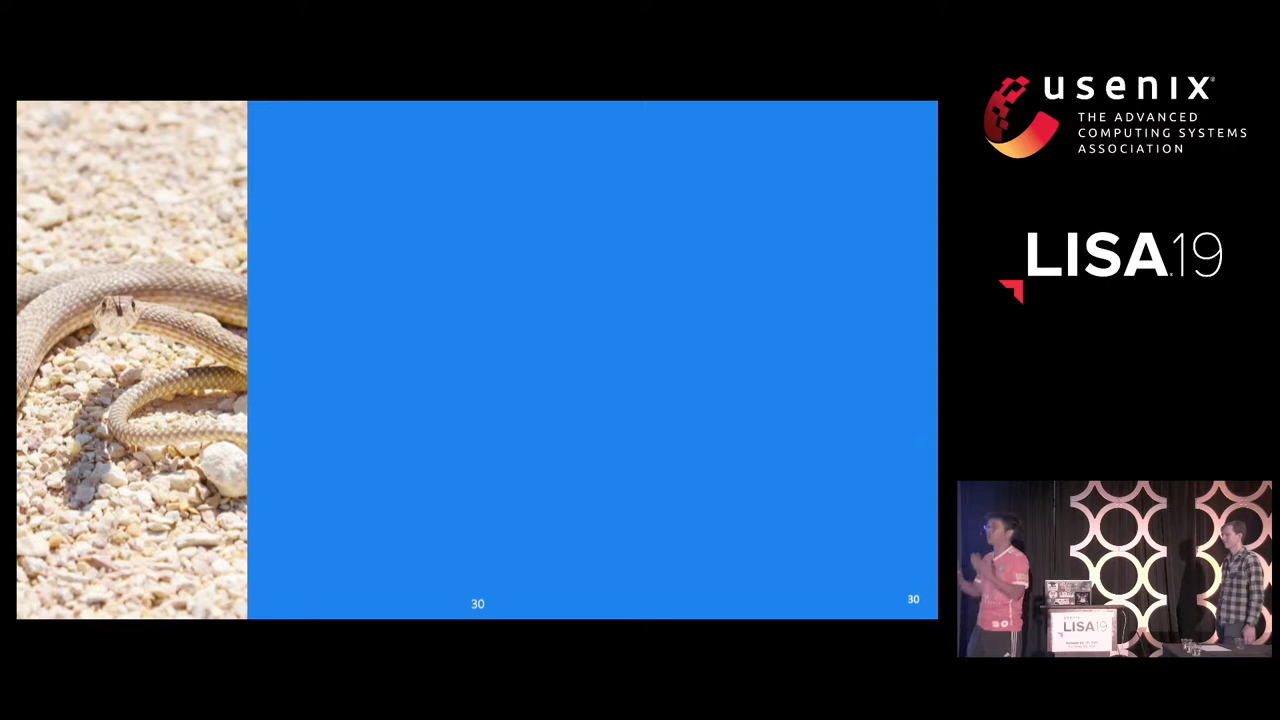 usenix
THE ADVANCED
COMPUTING SYSTEMS
ASSOCIATION
LISA19
30
30
LISA19